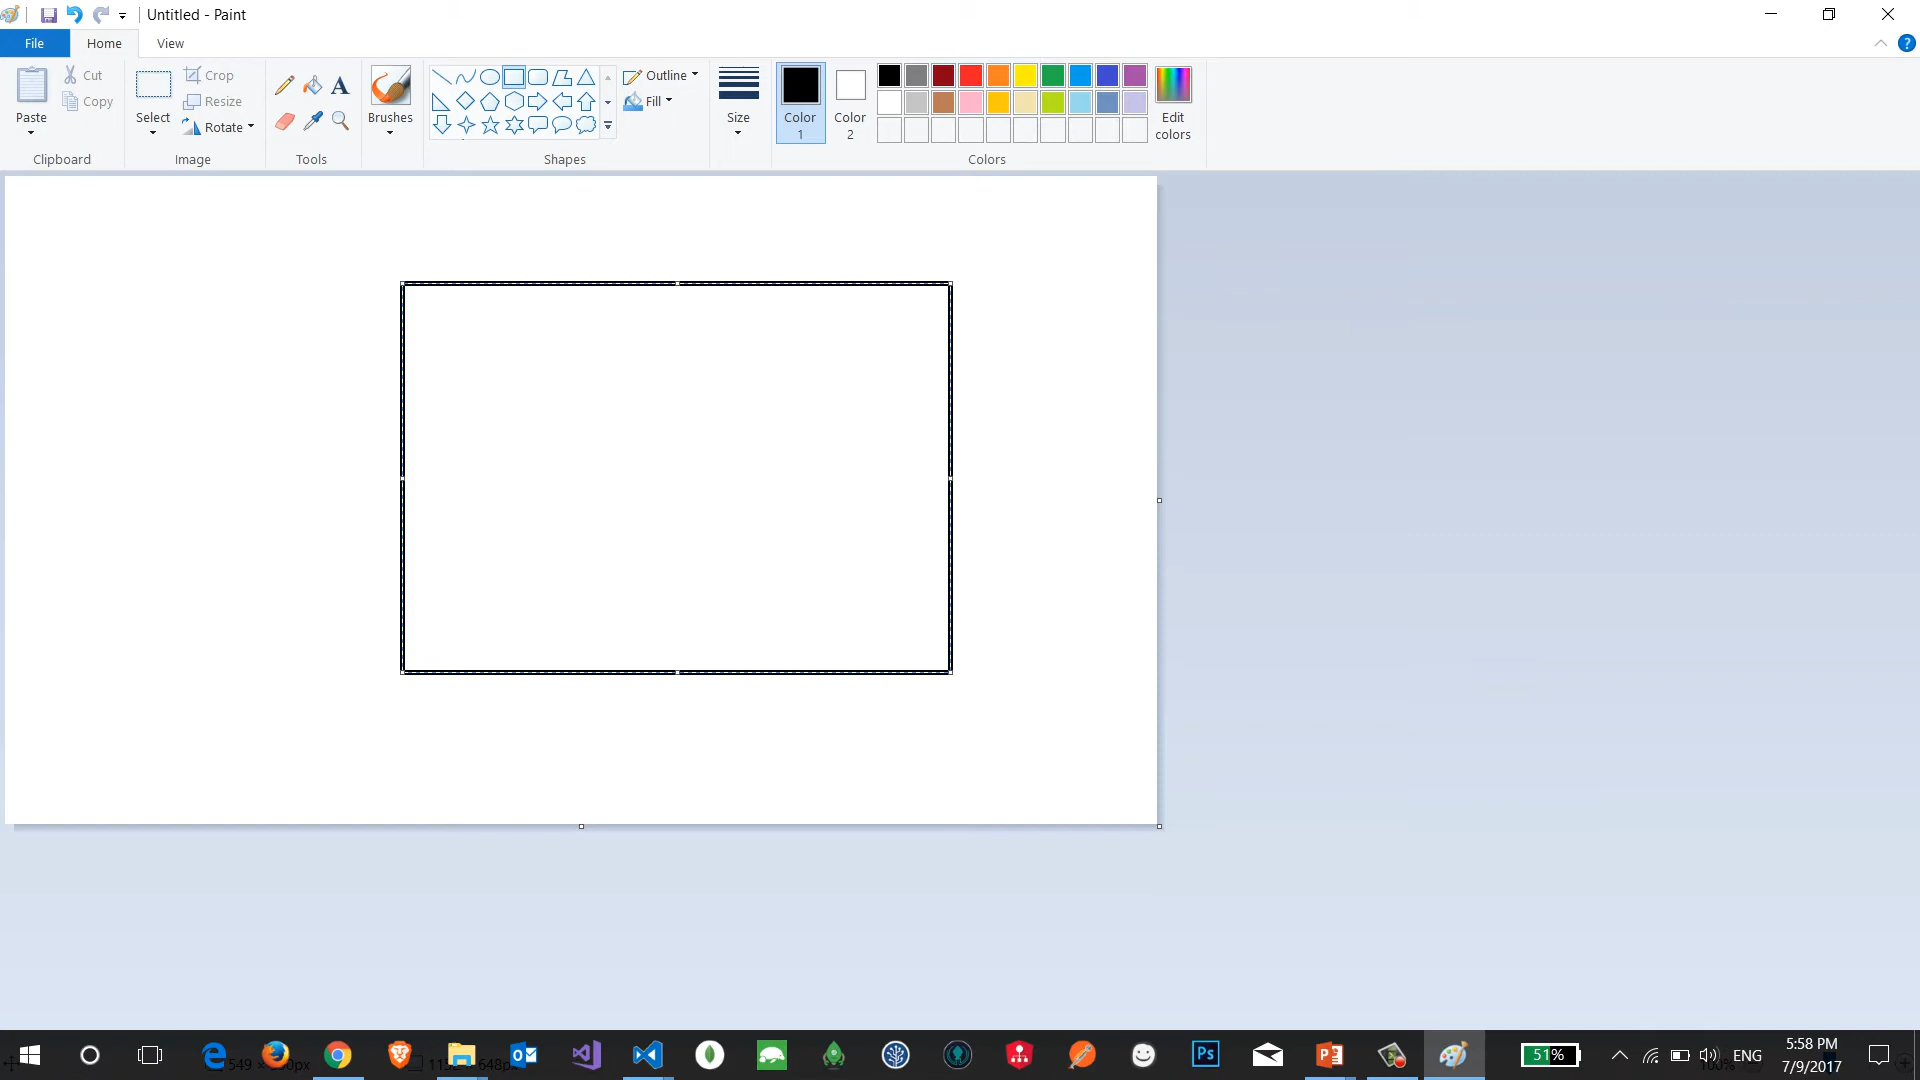 Untitled - Paint
File
Home
View
?
Paste
Cut
Copy
Clipboard
Select
Crop
Resize
Rotate
Image
A
Tools
Brushes
Shapes
Outline
Fill
Size
Color
1
Color
2
Edit
colors
Colors
51%
ENG
5:58 PM
7/9/2017
Ps